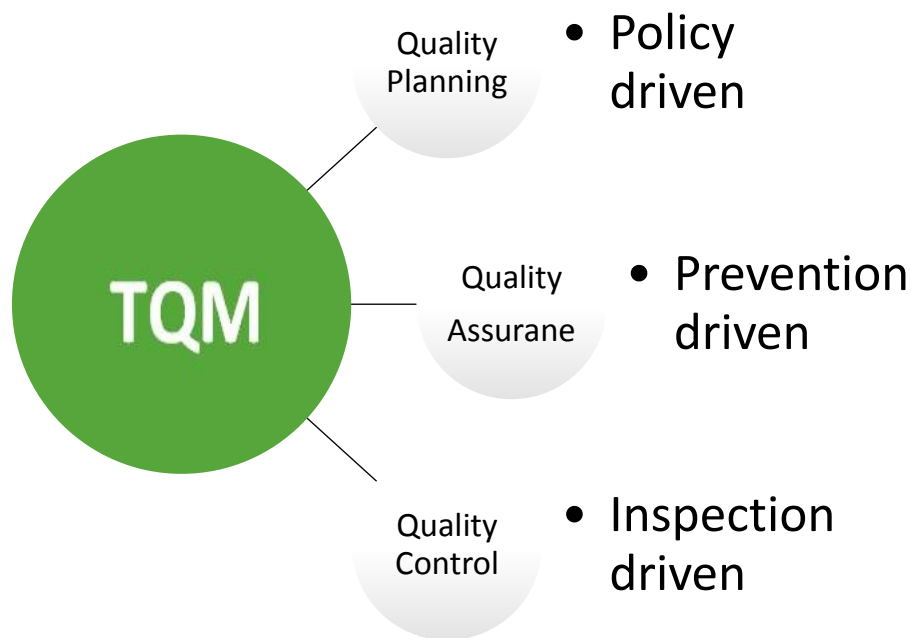 TQM
Quality
Planning
• Policy
driven
Quality
Assurane
• Prevention
driven
Quality
Control
• Inspection
driven